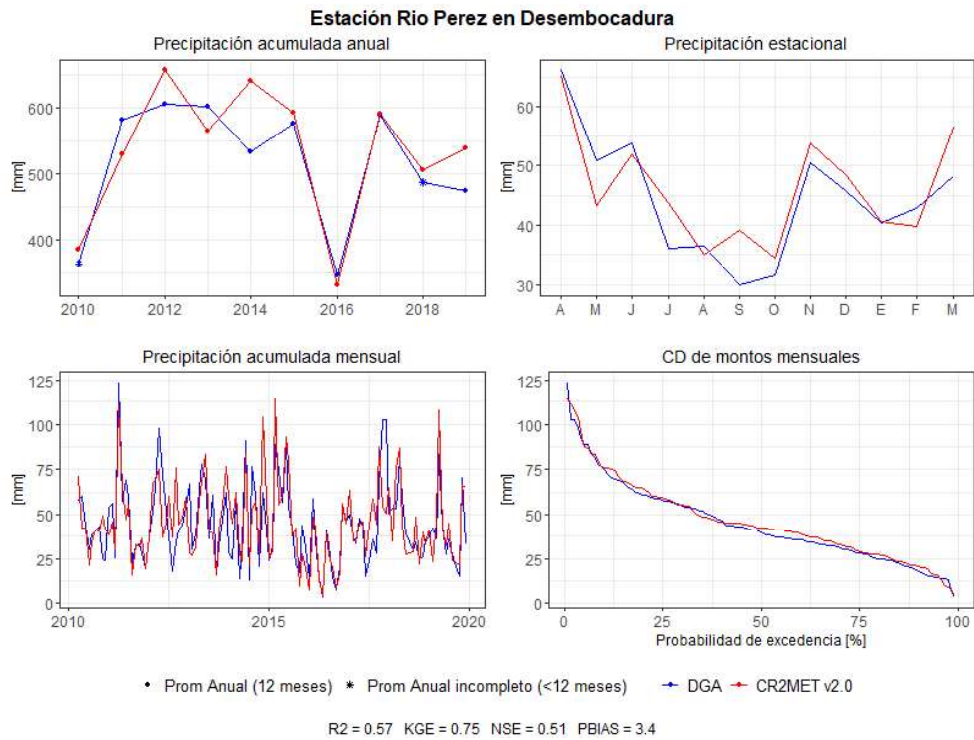 Estación Rio Perez en Desembocadura
Precipitación acumulada anual
[mm]
600
500
400
2010 2012 2014 2016 2018
Precipitación estacional
[mm]
60
50
40
30
A M J J A S O N D E F M
Precipitación acumulada mensual
[mm]
125
100
75
50
25
0
2010 2015 2020
CD de montos mensuales
[mm]
125
100
75
50
25
0
0 25 50 75 100
Probabilidad de excedencia [%]
Prom Anual (12 meses) Prom Anual incompleto (<12 meses) DGA CR2MET v2.0
R2 = 0.57 KGE = 0.75 NSE = 0.51 PBIAS = 3.4